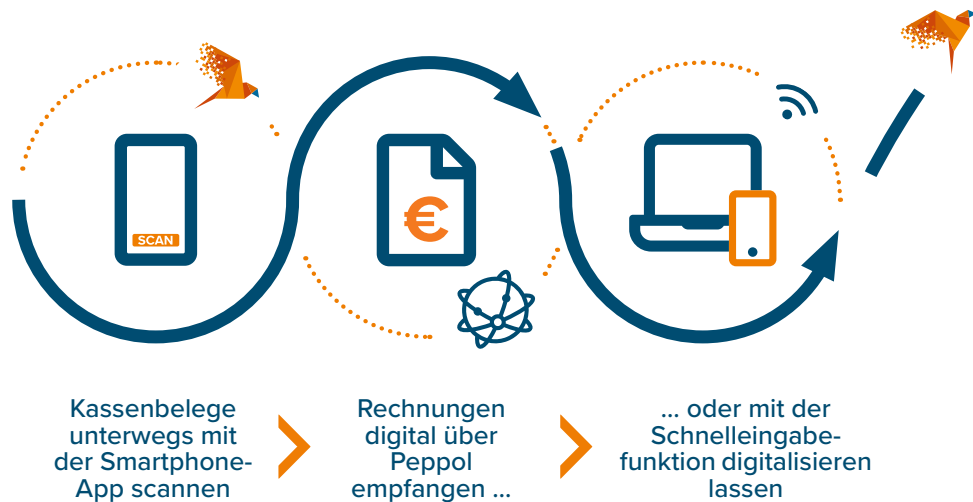 SCAN
€
Kassenbelege
unterwegs mit
der Smartphone-
App scannen
Rechnungen
digital über
Peppol
empfangen ...
... oder mit der
Schnelleingabe-
funktion digitalisieren
lassen